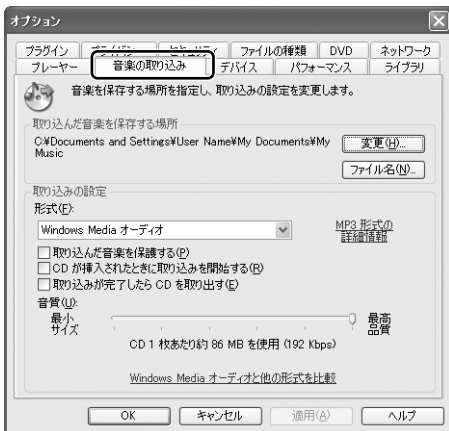 オプション
プラグイン ファイルの種類 DVD ネットワーク
プレーヤー 音楽の取り込み デバイス パフォーマンス ライブラリ
音楽を保存する場所を指定し、取り込みの設定を変更します。
取り込んだ音楽を保存する場所
C:¥Documents and Settings¥User Name¥My Documents¥My
Music
変更(H)...
ファイル名(N)...
取り込みの設定
形式(F):
Windows Media オーディオ
MP3 形式の
詳細情報
取り込んだ音楽を保護する(P)
CD が挿入されたときに取り込みを開始する(R)
取り込みが完了したら CD を取り出す(E)
音質(U):
最小
サイズ
最高
品質
CD 1 枚あたり約 86 MB を使用 (192 Kbps)
Windows Media オーディオと他の形式を比較
OK キャンセル 適用(A) ヘルプ